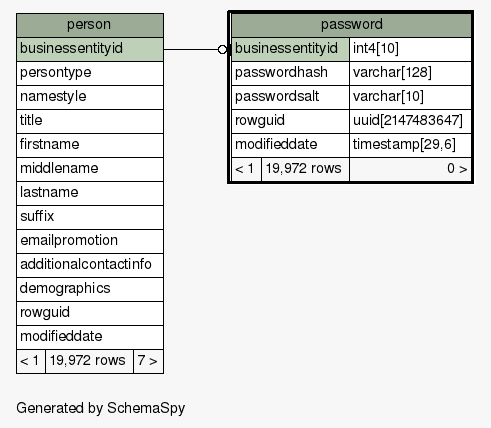 person
businessentityid
persontype
namestyle
title
firstname
middlename
lastname
suffix
emailpromotion
additionalcontactinfo
demographics
rowguid
modifieddate
< 1 19,972 rows 7 >
password
businessentityid int4[10]
passwordhash varchar[128]
passwordsalt varchar[10]
rowguid uuid[2147483647]
modifieddate timestamp[29,6]
< 1 19,972 rows 0 >
Generated by SchemaSpy